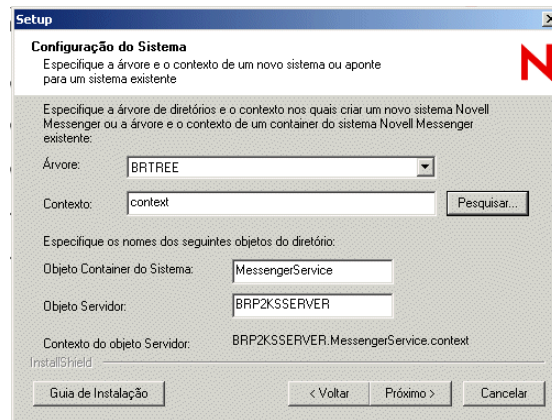 Setup
Configuração do Sistema
Especifique a árvore e o contexto de um novo sistema ou aponte
para um sistema existente
N
Especifique a árvore de diretórios e o contexto nos quais criar um novo sistema Novell
Messenger ou a árvore e o contexto de um container do sistema Novell Messenger
existente:
Árvore: BRTREE
Contexto: context Pesquisar...
Especifique os nomes dos seguintes objetos do diretório:
Objeto Container do Sistema: MessengerService
Objeto Servidor: BRP2KSSERVER
Contexto do objeto Servidor: BRP2KSSERVER.MessengerService.context
InstallShield
Guia de Instalação < Voltar Próximo > Cancelar